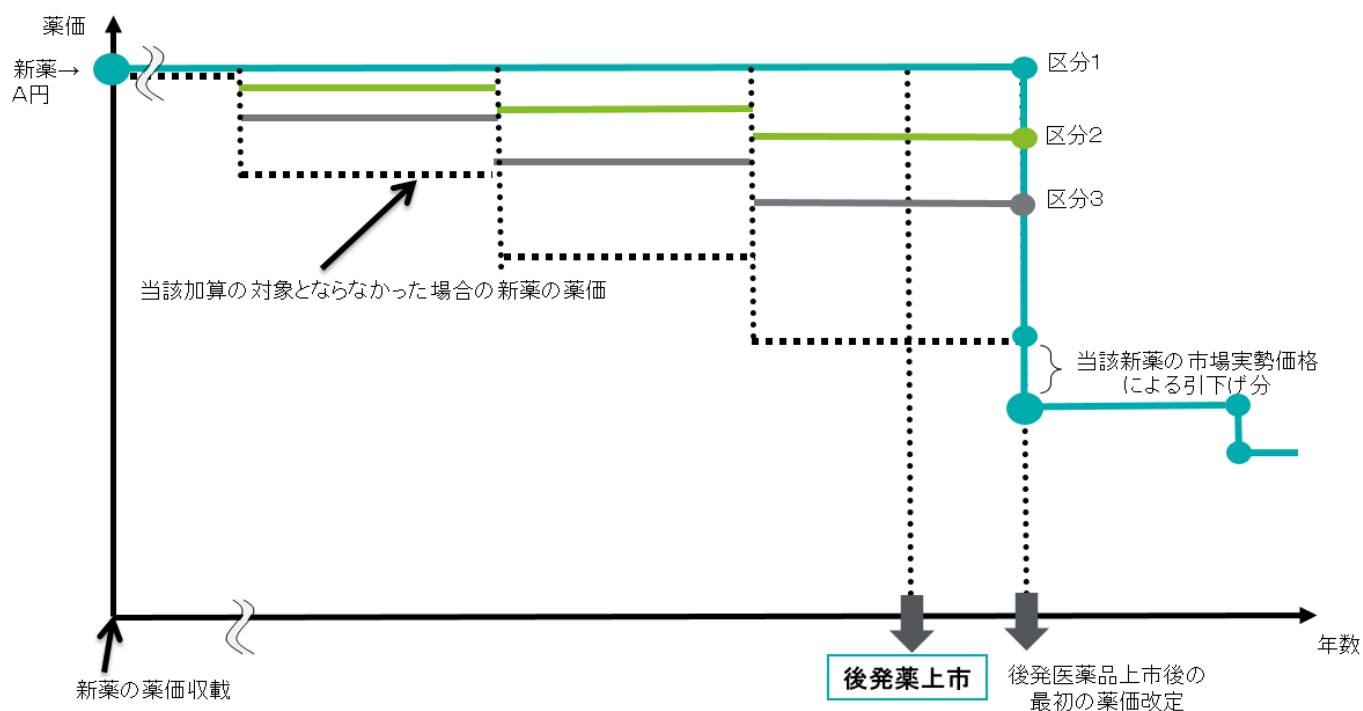 薬価
新薬→
A円
区分1
区分2
区分3
当該加算の対象とならなかった場合の新薬の薬価
当該新薬の市場実勢価格
による引下げ分
年数
新薬の薬価収載
後発薬上市
後発医薬品上市後の
最初の薬価改定